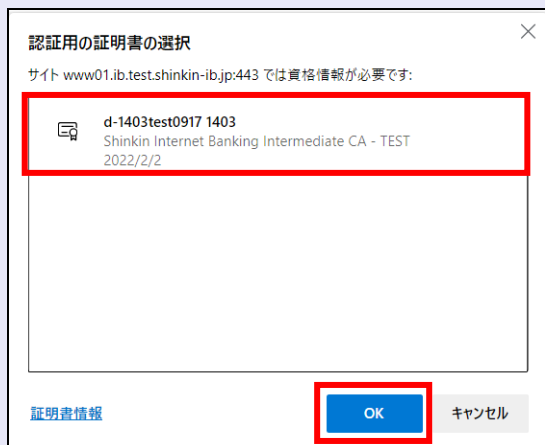 認証用の証明書の選択
サイト www01.ib.test.shinkin-ib.jp:443 では資格情報が必要です:
d-1403test0917 1403
Shinkin Internet Banking Intermediate CA - TEST
2022/2/2
証明書情報
OK
キャンセル